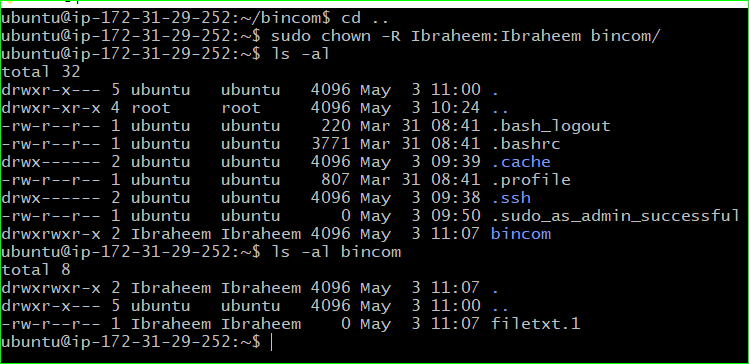 ubuntu@ip-172-31-29-252:~/bincom$ cd ..
ubuntu@ip-172-31-29-252:~$ sudo chown -R Ibraheem:Ibraheem bincom/
ubuntu@ip-172-31-29-252:~$ ls -al
total 32
drwxr-x--- 5 ubuntu   ubuntu   4096 May  3 11:00 .
drwxr-xr-x 4 root     root     4096 May  3 10:24 ..
-rw-r--r-- 1 ubuntu   ubuntu    220 Mar 31 08:41 .bash_logout
-rw-r--r-- 1 ubuntu   ubuntu   3771 Mar 31 08:41 .bashrc
drwx------ 2 ubuntu   ubuntu   4096 May  3 09:39 .cache
-rw-r--r-- 1 ubuntu   ubuntu    807 Mar 31 08:41 .profile
drwx------ 2 ubuntu   ubuntu   4096 May  3 09:38 .ssh
-rw-r--r-- 1 ubuntu   ubuntu      0 May  3 09:50 .sudo_as_admin_successful
drwxrwxr-x 2 Ibraheem Ibraheem 4096 May  3 11:07 bincom
ubuntu@ip-172-31-29-252:~$ ls -al bincom
total 8
drwxrwxr-x 2 Ibraheem Ibraheem 4096 May  3 11:07 .
drwxr-x--- 5 ubuntu   ubuntu   4096 May  3 11:00 ..
-rw-r--r-- 1 Ibraheem Ibraheem    0 May  3 11:07 filetxt.1
ubuntu@ip-172-31-29-252:~$